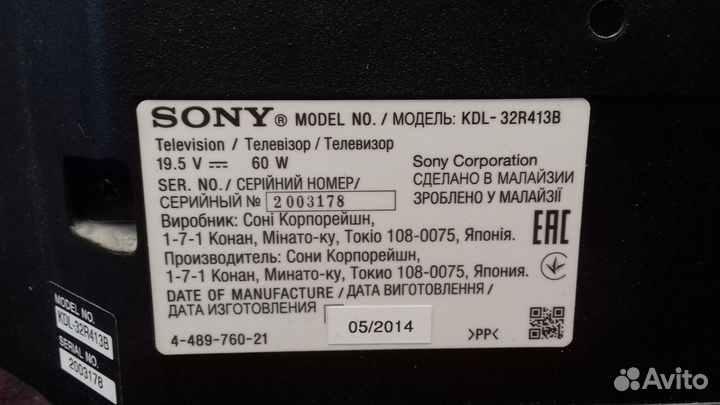 SONY® MODEL NO. / МОДЕЛЬ: KDL- 32R413B
Television / Телевізор / Телевизор
19.5 V 60 W
Sony Corporation
СДЕЛАНО В МАЛАЙЗИИ
ЗРОБЛЕНО У МАЛАЙЗІЇ
SER. NO./ СЕРІЙНИЙ НОМЕР/
СЕРИЙНЫЙ № 2003178
Виробник: Соні Корпорейшн,
1-7-1 Конан, Мінато-ку, Токіо 108-0075, Японія.
Производитель: Сони Корпорейшн,
1-7-1 Конан, Минато-ку, Токио 108-0075, Япония.
EAC
DATE OF MANUFACTURE / ДАТА ВИГОТОВЛЕННЯ /
ДАТА ИЗГОТОВЛЕНИЯ
05/2014
4-489-760-21
>PP<
MODEL NO.
KDL-32R413B
SERIAL NO.
2003178
Avito